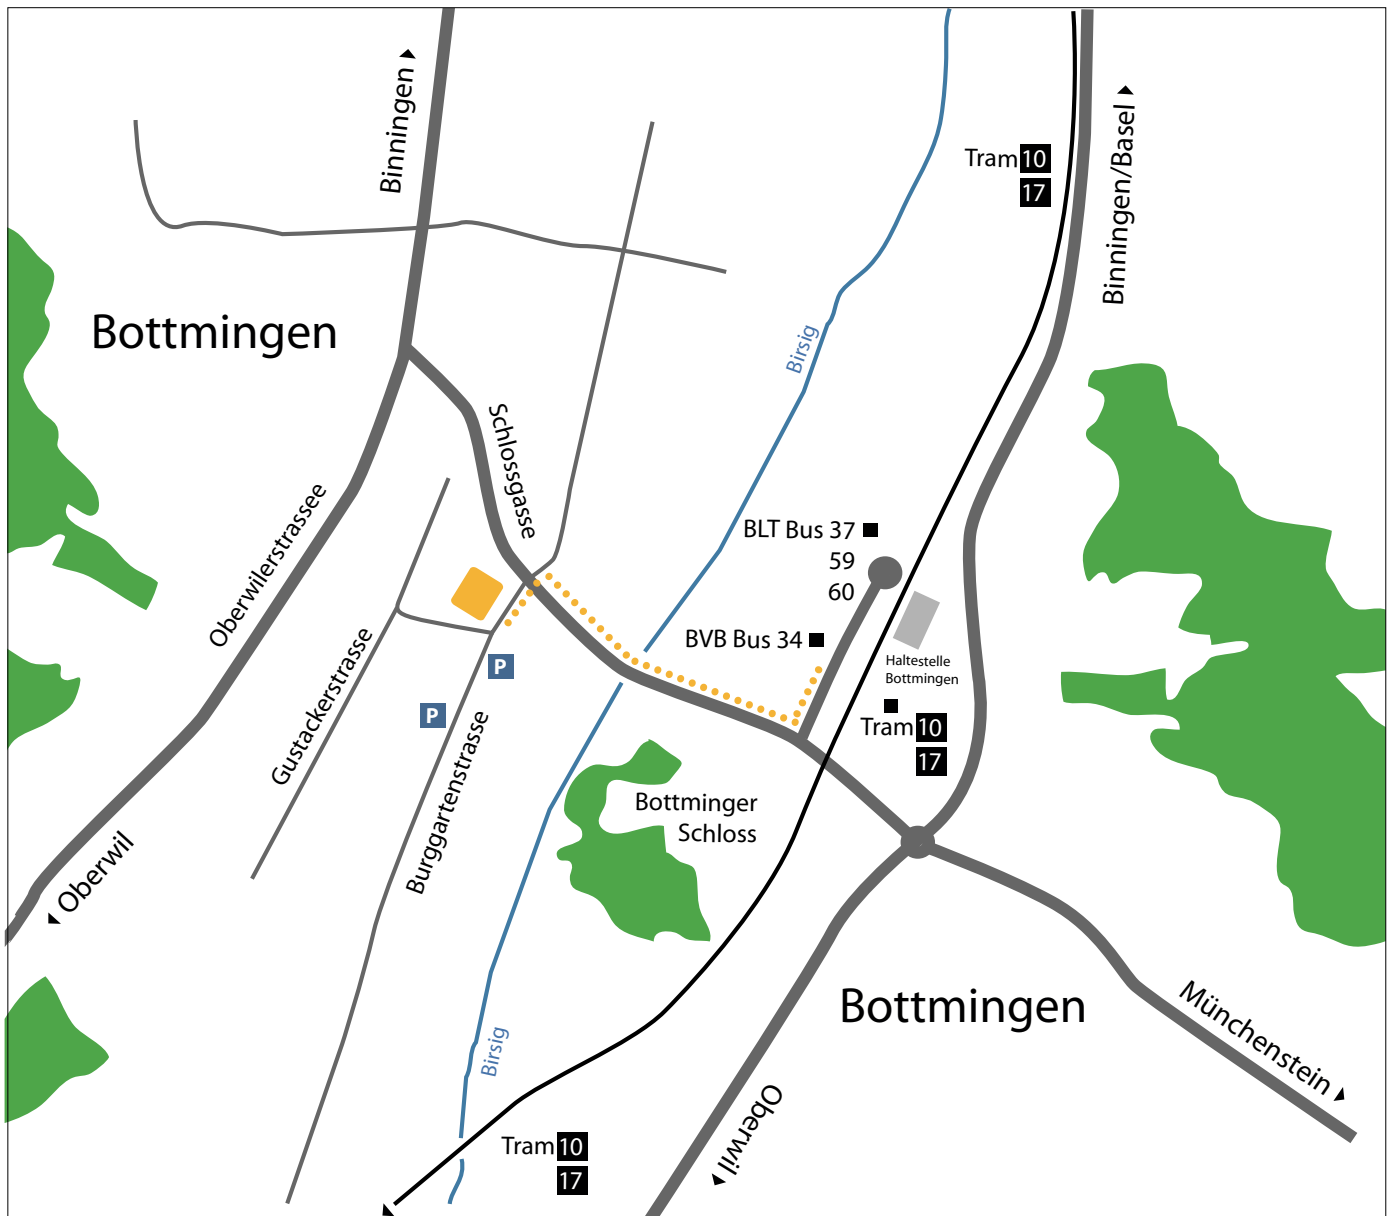 Binningen
Tram 10
17
Binningen/Basel
Bottmingen
Birsig
Schlossgasse
Oberwilerstrassee
BLT Bus 37
59
60
BVB Bus 34
Haltestelle
Bottmingen
Gustackerstrasse
P
P
Burggartenstrasse
Tram 10
17
Bottminger
Schloss
Oberwil
Bottmingen
Münchenstein
Birsig
Oberwil
Tram 10
17